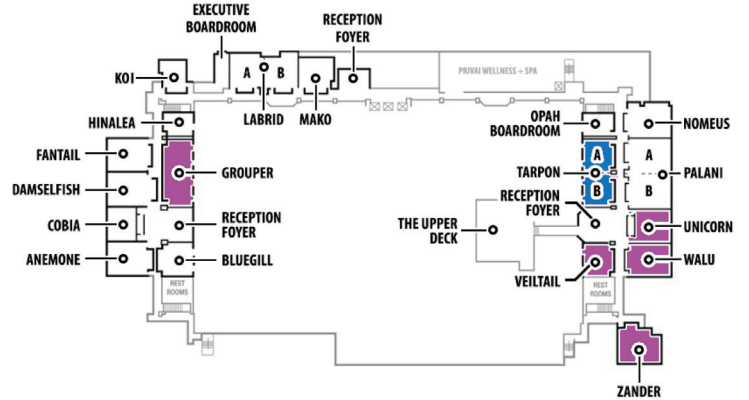 EXECUTIVE
BOARDROOM
RECEPTION
FOYER
KOI
A
B
PRIVAI WELLNESS + SPA
LABRID
MAKO
HINALEA
OPAH
BOARDROOM
NOMEUS
FANTAIL
A
A
GROUPER
TARPON
PALANI
DAMSELFISH
B
B
RECEPTION
FOYER
COBIA
RECEPTION
FOYER
THE UPPER
DECK
UNICORN
ANEMONE
BLUEGILL
WALU
VEILTAIL
REST
ROOMS
REST
ROOMS
ZANDER